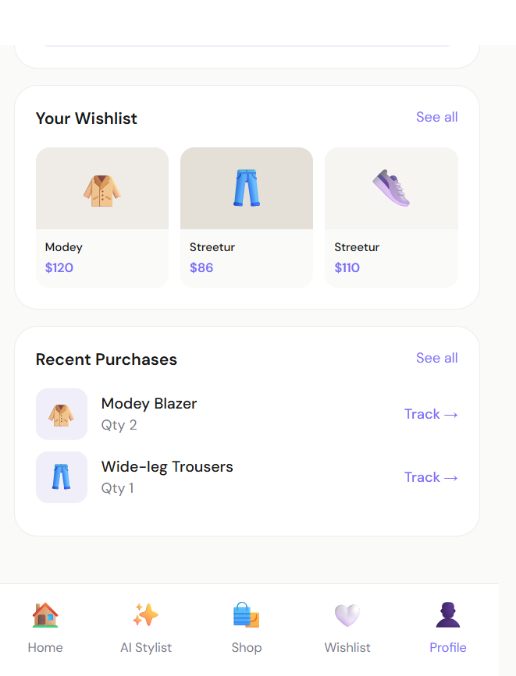 Your Wishlist See all
Modey Streetur Streetur
$120 $86 $110
Recent Purchases See all
Modey Blazer
Qty 2
Track →
Wide-leg Trousers
Qty 1
Track →
Home AI Stylist Shop Wishlist Profile